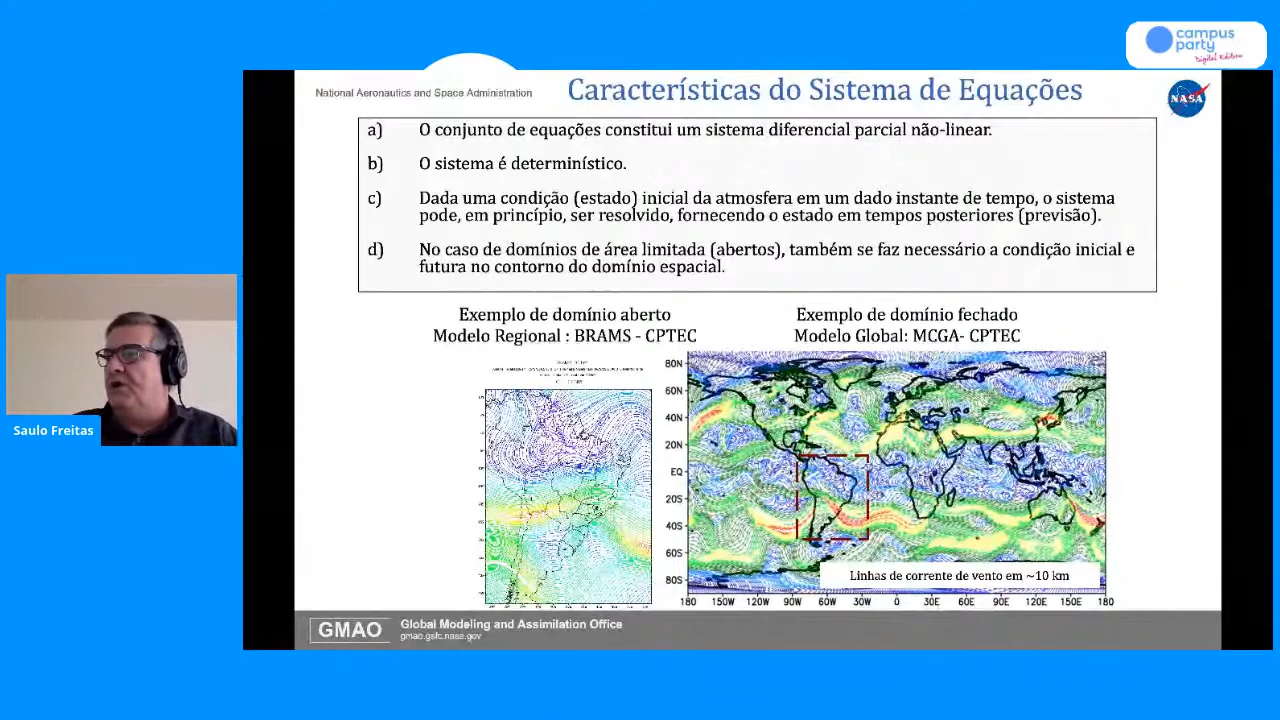 campus
party
Digital Edition
National Aeronautics and Space Administration
Características do Sistema de Equações
NASA
a) O conjunto de equações constitui um sistema diferencial parcial não-linear.
b) O sistema é determinístico.
c) Dada uma condição (estado) inicial da atmosfera em um dado instante de tempo, o sistema
pode, em princípio, ser resolvido, fornecendo o estado em tempos posteriores (previsão).
d) No caso de domínios de área limitada (abertos), também se faz necessário a condição inicial e
futura no contorno do domínio espacial.
Exemplo de domínio aberto
Modelo Regional : BRAMS - CPTEC
Exemplo de domínio fechado
Modelo Global: MCGA- CPTEC
80N
60N
40N
20N
EQ
20S
40S
60S
80S
180 150W 120W 90W 60W 30W 0 30E 60E 90E 120E 150E 180
Linhas de corrente de vento em ~10 km
Saulo Freitas
GMAO
Global Modeling and Assimilation Office
gmao.gsfc.nasa.gov